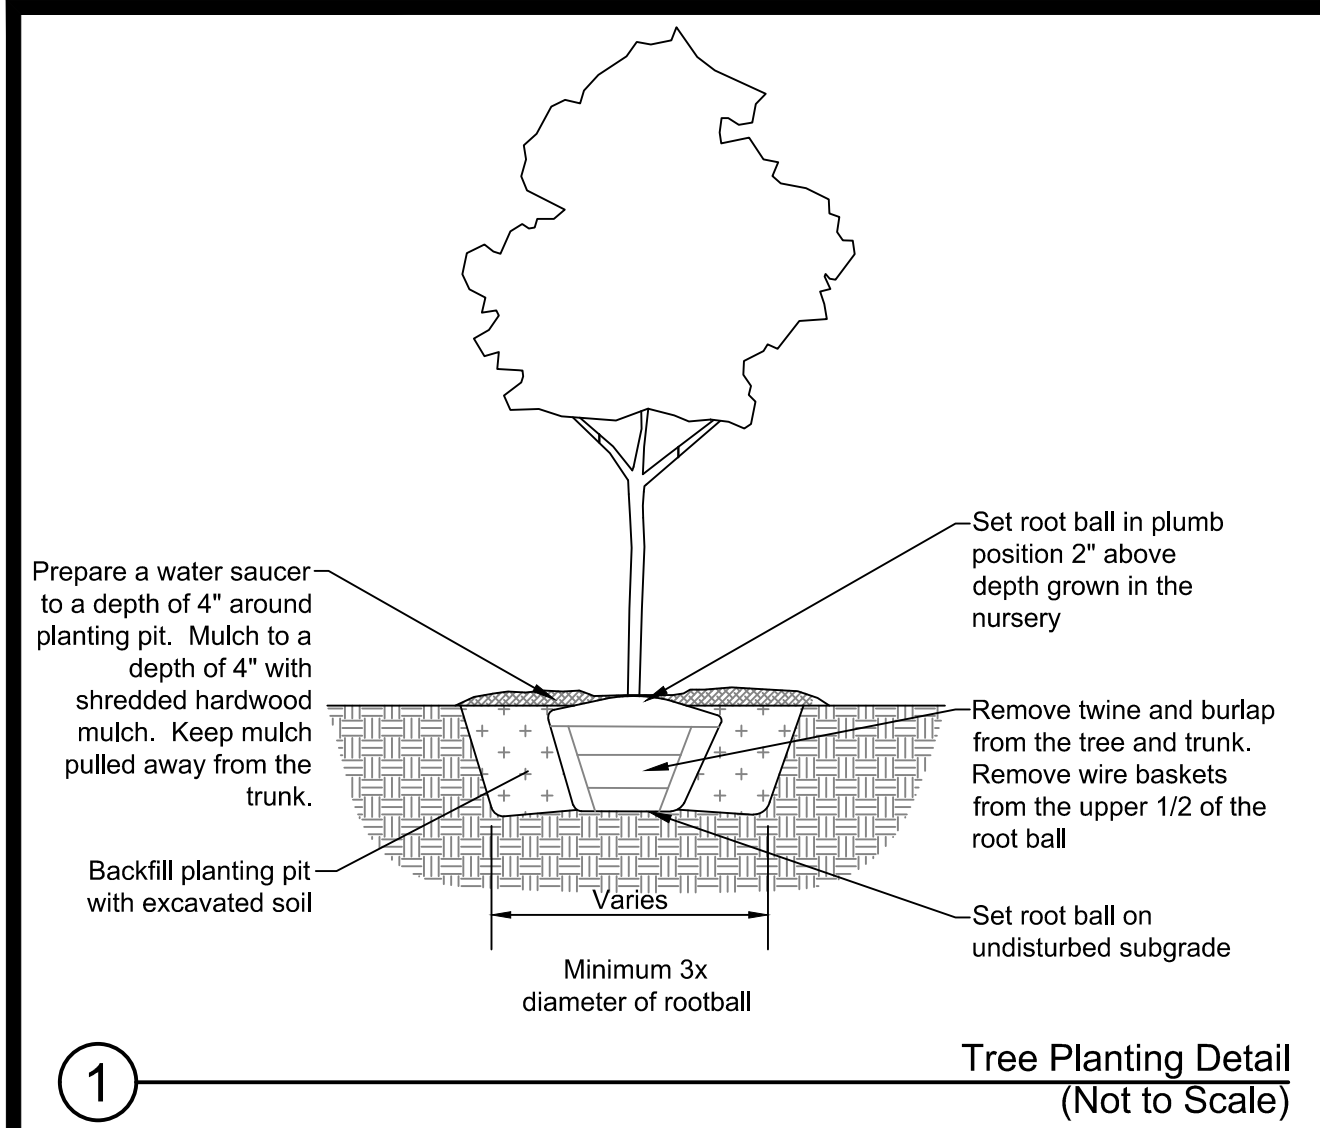 Set root ball in plumb
position 2" above
depth grown in the
nursery
Prepare a water saucer
to a depth of 4" around
planting pit.  Mulch to a
depth of 4" with
shredded hardwood
mulch.  Keep mulch
pulled away from the
trunk.
Remove twine and burlap
from the tree and trunk.
Remove wire baskets
from the upper 1/2 of the
root ball
Backfill planting pit
with excavated soil
Varies
Set root ball on
undisturbed subgrade
Minimum 3x
diameter of rootball
1
Tree Planting Detail
(Not to Scale)